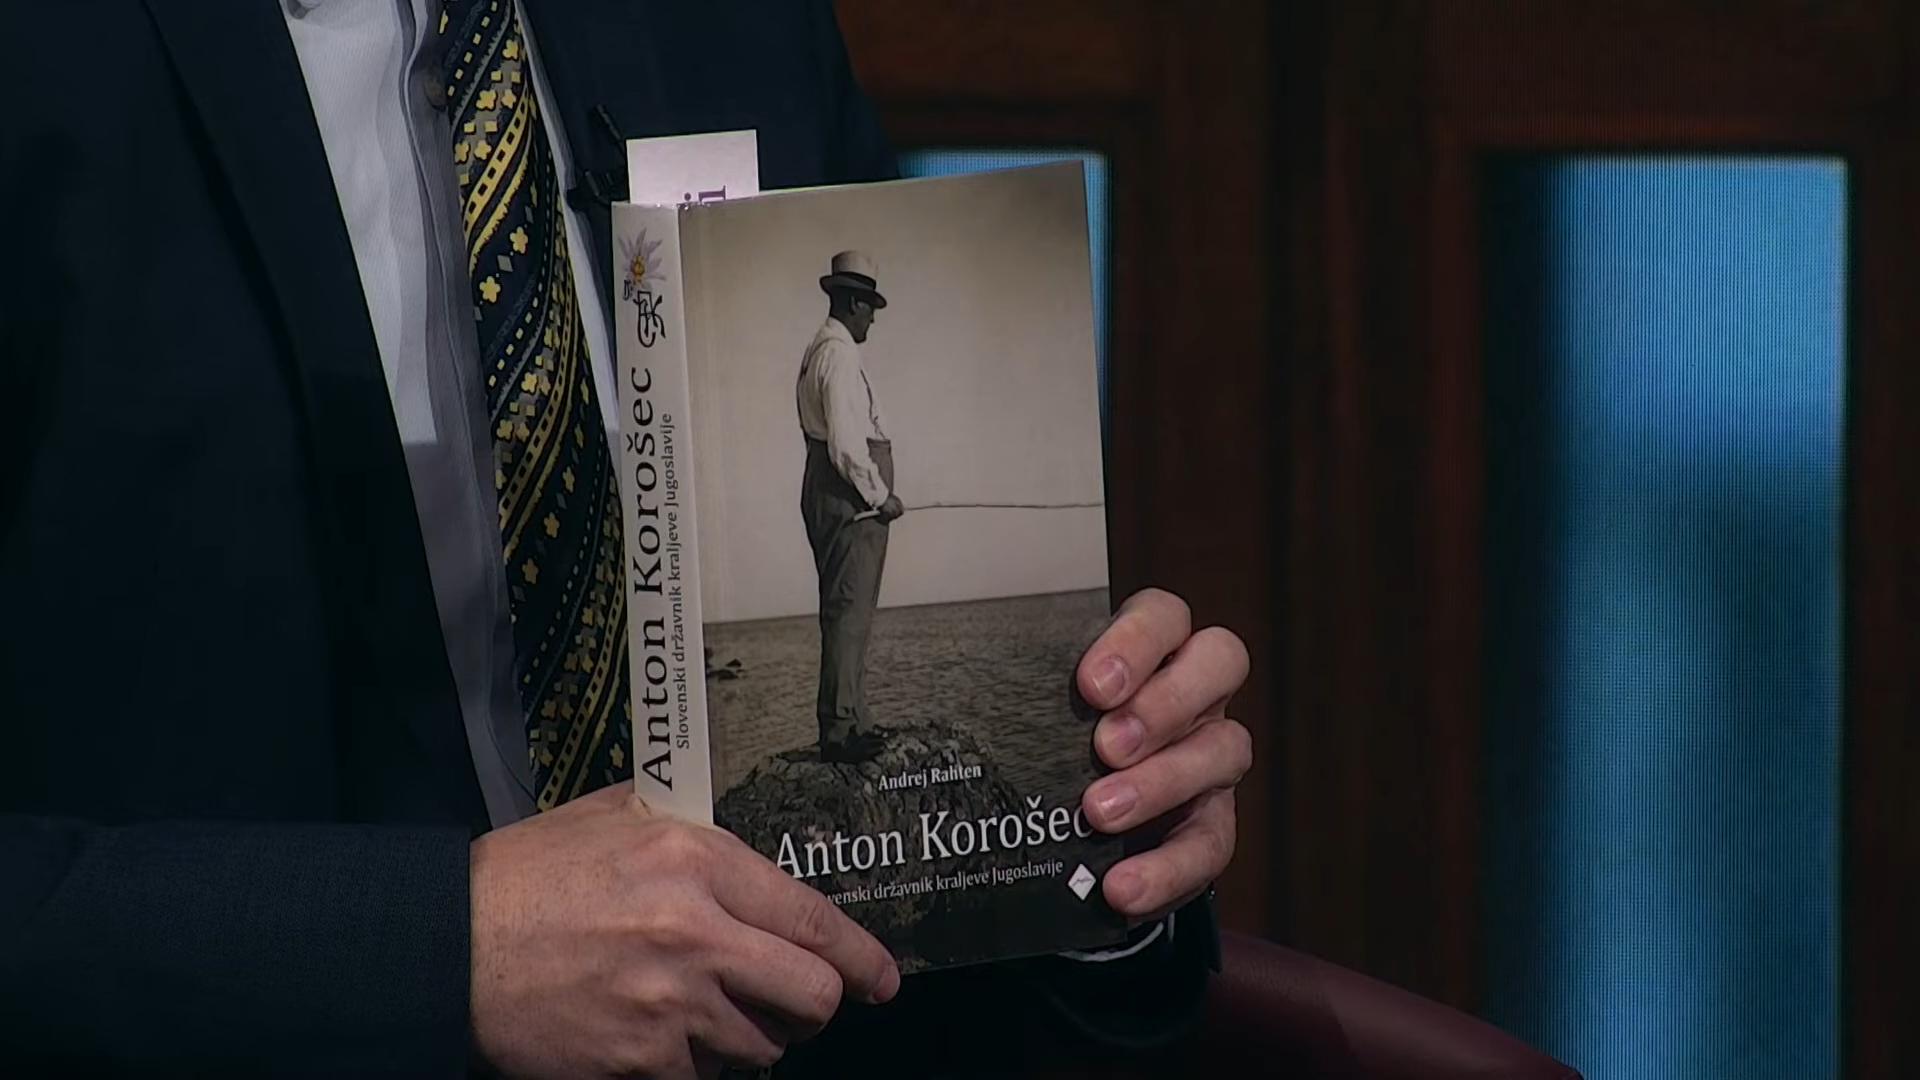 Anton Korošec
Slovenski državnik kraljeve Jugoslavije
Andrej Rahten
Anton Korošec
venski državnik kraljeve Jugoslavije